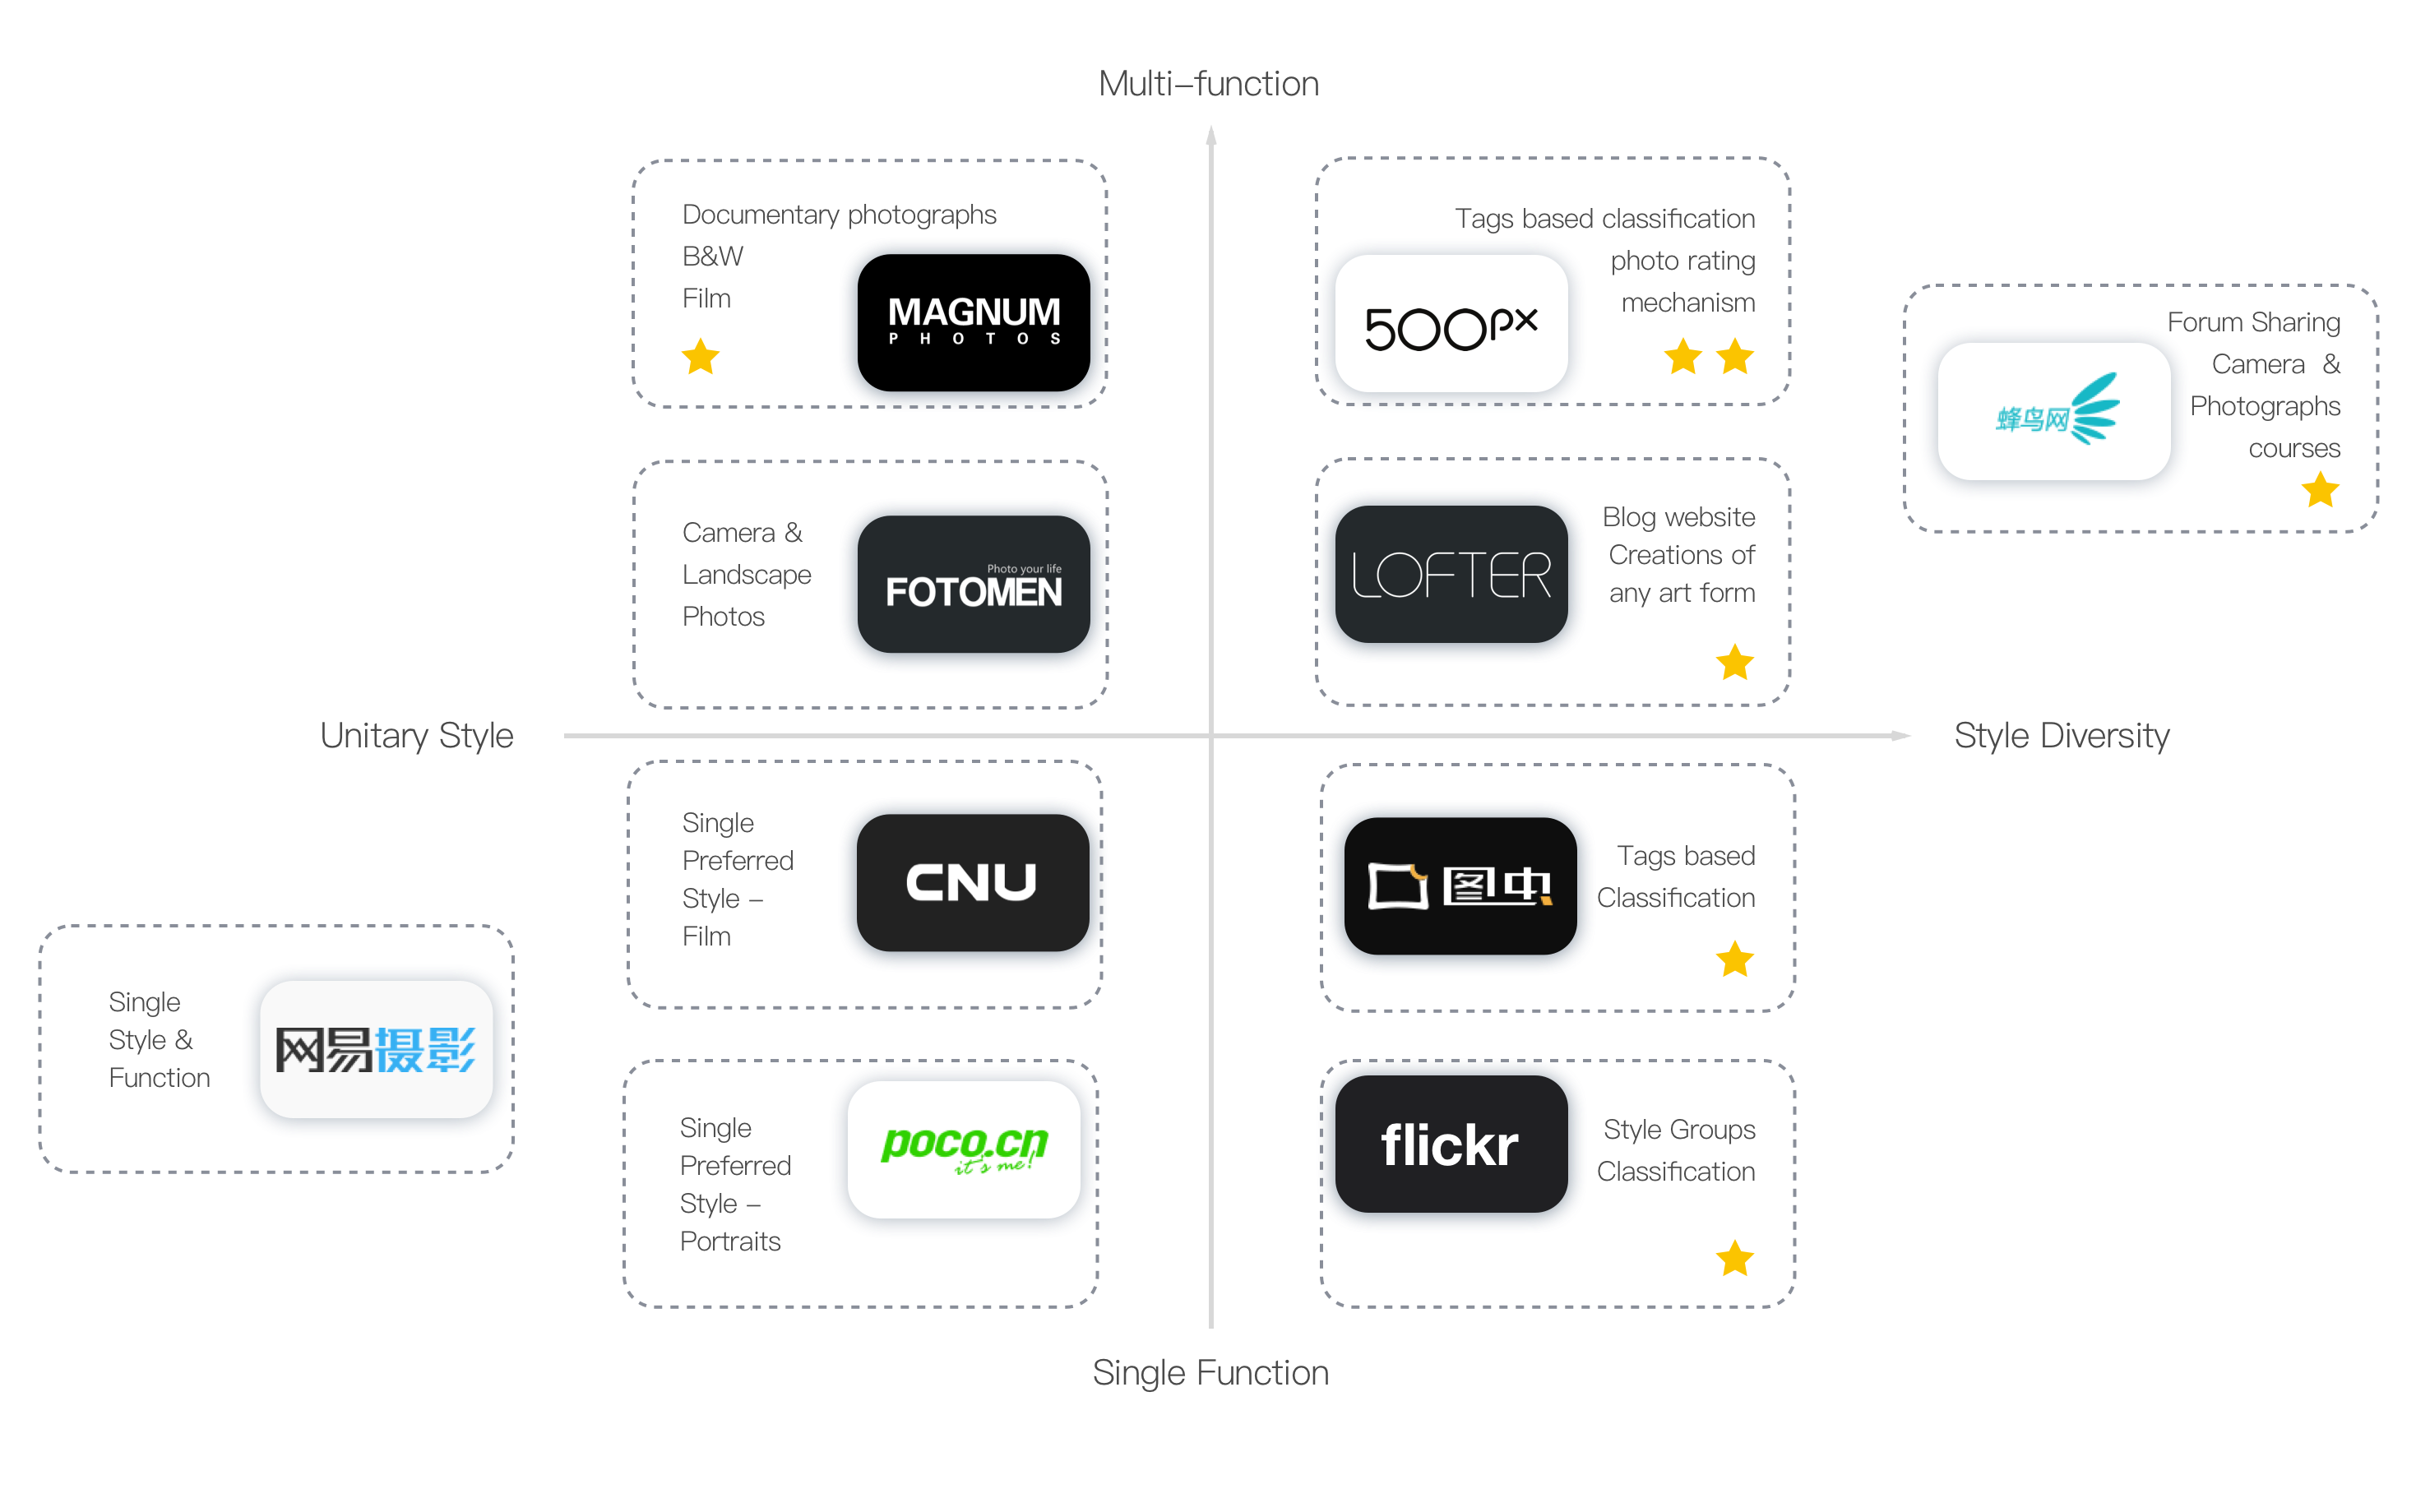 Multi-function
Documentary photographs
B&W
Film
MAGNUM
PHOTOS
Tags based classification
photo rating
mechanism
500px
Forum Sharing
Camera &
Photographs
courses
蜂鸟网
Camera &
Landscape
Photos
Photo your life
FOTOMEN
LOFTER
Blog website
Creations of
any art form
Unitary Style
Style Diversity
Single
Preferred
Style -
Film
CNU
图虫
Tags based
Classification
Single
Style &
Function
网易摄影
Single
Preferred
Style -
Portraits
poco.cn
it's me!
flickr
Style Groups
Classification
Single Function